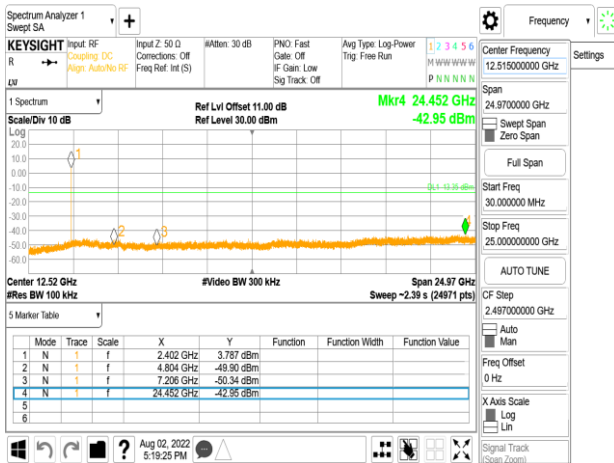 Spectrum Analyzer 1
Swept SA
Frequency
KEYSIGHT
R
Input: RF
Coupling: DC
Align: Auto/No RF
Input Z: 50 Ω
Corrections: Off
Freq Ref: Int (S)
#Atten: 30 dB
PNO: Fast
Gate: Off
IF Gain: Low
Sig Track: Off
Avg Type: Log-Power
Trig: Free Run
1 2 3 4 5 6
M W W W W W
P N N N N N
1 Spectrum
Scale/Div 10 dB
Ref Lvl Offset 11.00 dB
Ref Level 30.00 dBm
Mkr4 24.452 GHz
-42.95 dBm
Log
20.0
10.0
0.00
-10.0
-20.0
-30.0
-40.0
-50.0
-60.0
1
2
3
Center 12.52 GHz
#Res BW 100 kHz
#Video BW 300 kHz
Span 24.97 GHz
Sweep ~2.39 s (24971 pts)
5 Marker Table
Mode Trace Scale X Y Function Function Width Function Value
1 N 1 f 2.402 GHz 3.787 dBm
2 N 1 f 4.804 GHz -49.90 dBm
3 N 1 f 7.206 GHz -50.34 dBm
4 N 1 f 24.452 GHz -42.95 dBm
5
6
Aug 02, 2022
5:19:25 PM
Center Frequency
12.515000000 GHz
Settings
Span
24.9700000 GHz
Swept Span
Zero Span
Full Span
Start Freq
30.000000 MHz
Stop Freq
25.000000000 GHz
AUTO TUNE
CF Step
2.497000000 GHz
Auto
Man
Freq Offset
0 Hz
X Axis Scale
Log
Lin
Signal Track
(Span Zoom)